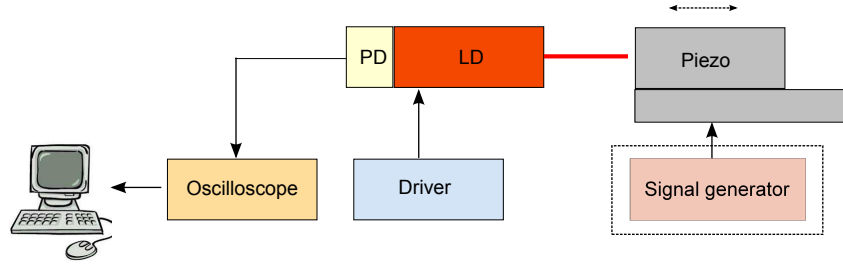 PD
LD
Piezo
Oscilloscope
Driver
Signal generator